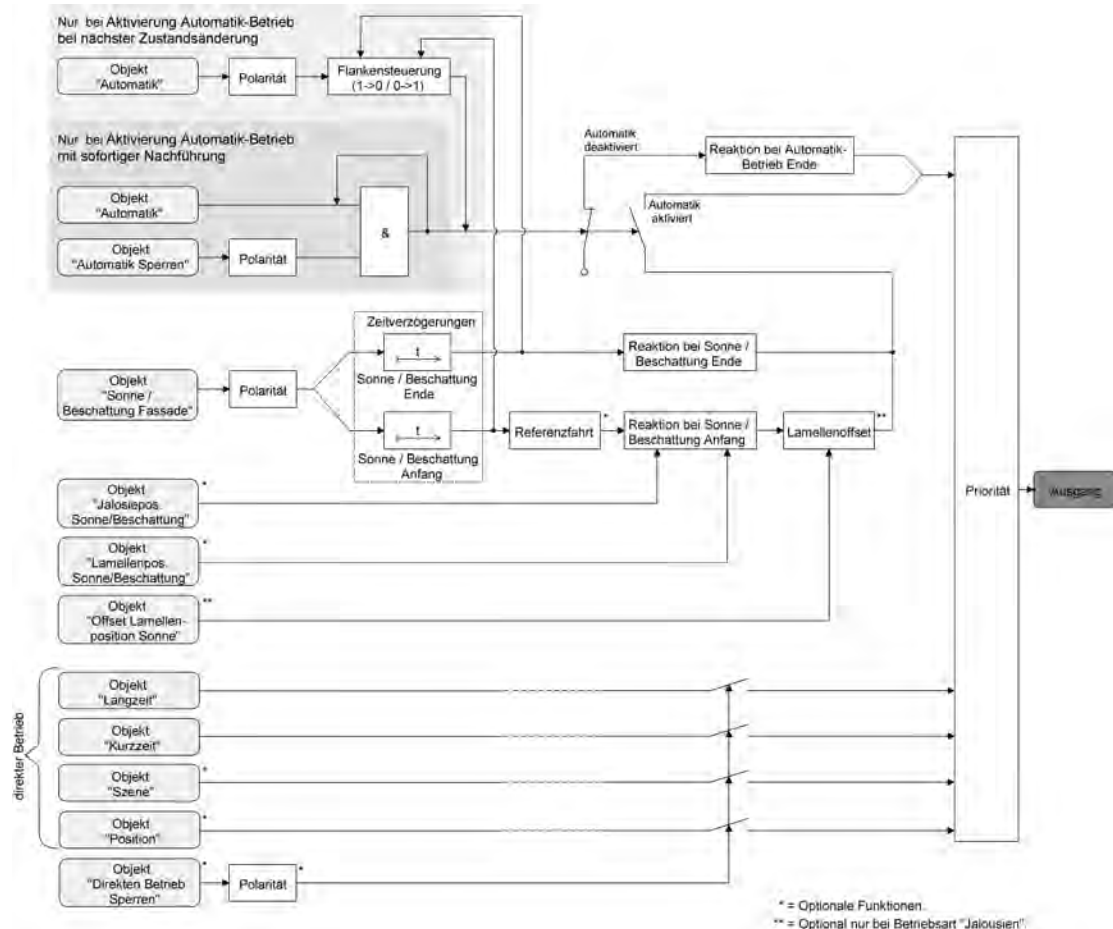 Nur bei Aktivierung Automatik-Betrieb
bei nächster Zustandsänderung
Objekt
"Automatik"
Polarität
Flankensteuerung
(1->0 / 0->1)
Nur bei Aktivierung Automatik-Betrieb
mit sofortiger Nachführung
Objekt
"Automatik"
Objekt
"Automatik Sperren"
Polarität
&
Automatik
deaktiviert
Reaktion bei Automatik-
Betrieb Ende
Automatik
aktiviert
Zeitverzögerungen
t
Sonne / Beschattung
Ende
Reaktion bei Sonne /
Beschattung Ende
Objekt
"Sonne /
Beschattung Fassade"
Polarität
t
Sonne / Beschattung
Anfang
Referenzfahrt
*
Reaktion bei Sonne /
Beschattung Anfang
Lamellenoffset
**
Objekt
"Jalosiepos.
Sonne/Beschattung"
*
Objekt
"Lamellenpos.
Sonne/Beschattung"
*
Objekt
"Offset Lamellen-
position Sonne"
**
Priorität
Ausgang
direkter Betrieb
Objekt
"Langzeit"
Objekt
"Kurzzeit"
Objekt
"Szene"
*
Objekt
"Position"
*
Objekt
"Direkten Betrieb
Sperren"
*
Polarität
*
* = Optionale Funktionen.
** = Optional nur bei Betriebsart "Jalousien".